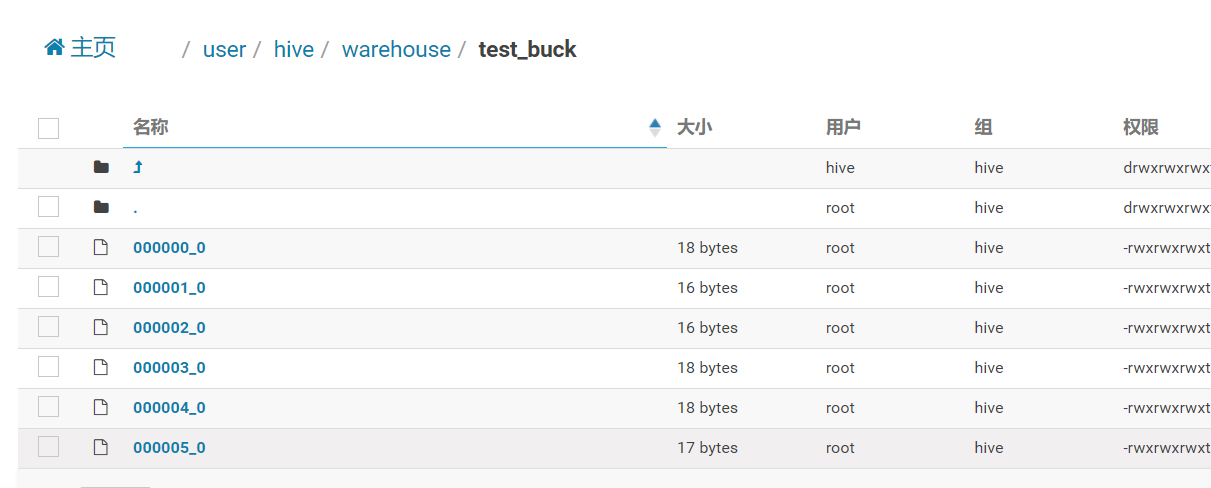 主页 / user / hive / warehouse / test_buck
名称 大小 用户 组 权限
hive hive drwxrwxrwxt
. root hive drwxrwxrwxt
000000_0 18 bytes root hive -rwxrwxrwxt
000001_0 16 bytes root hive -rwxrwxrwxt
000002_0 16 bytes root hive -rwxrwxrwxt
000003_0 18 bytes root hive -rwxrwxrwxt
000004_0 18 bytes root hive -rwxrwxrwxt
000005_0 17 bytes root hive -rwxrwxrwxt